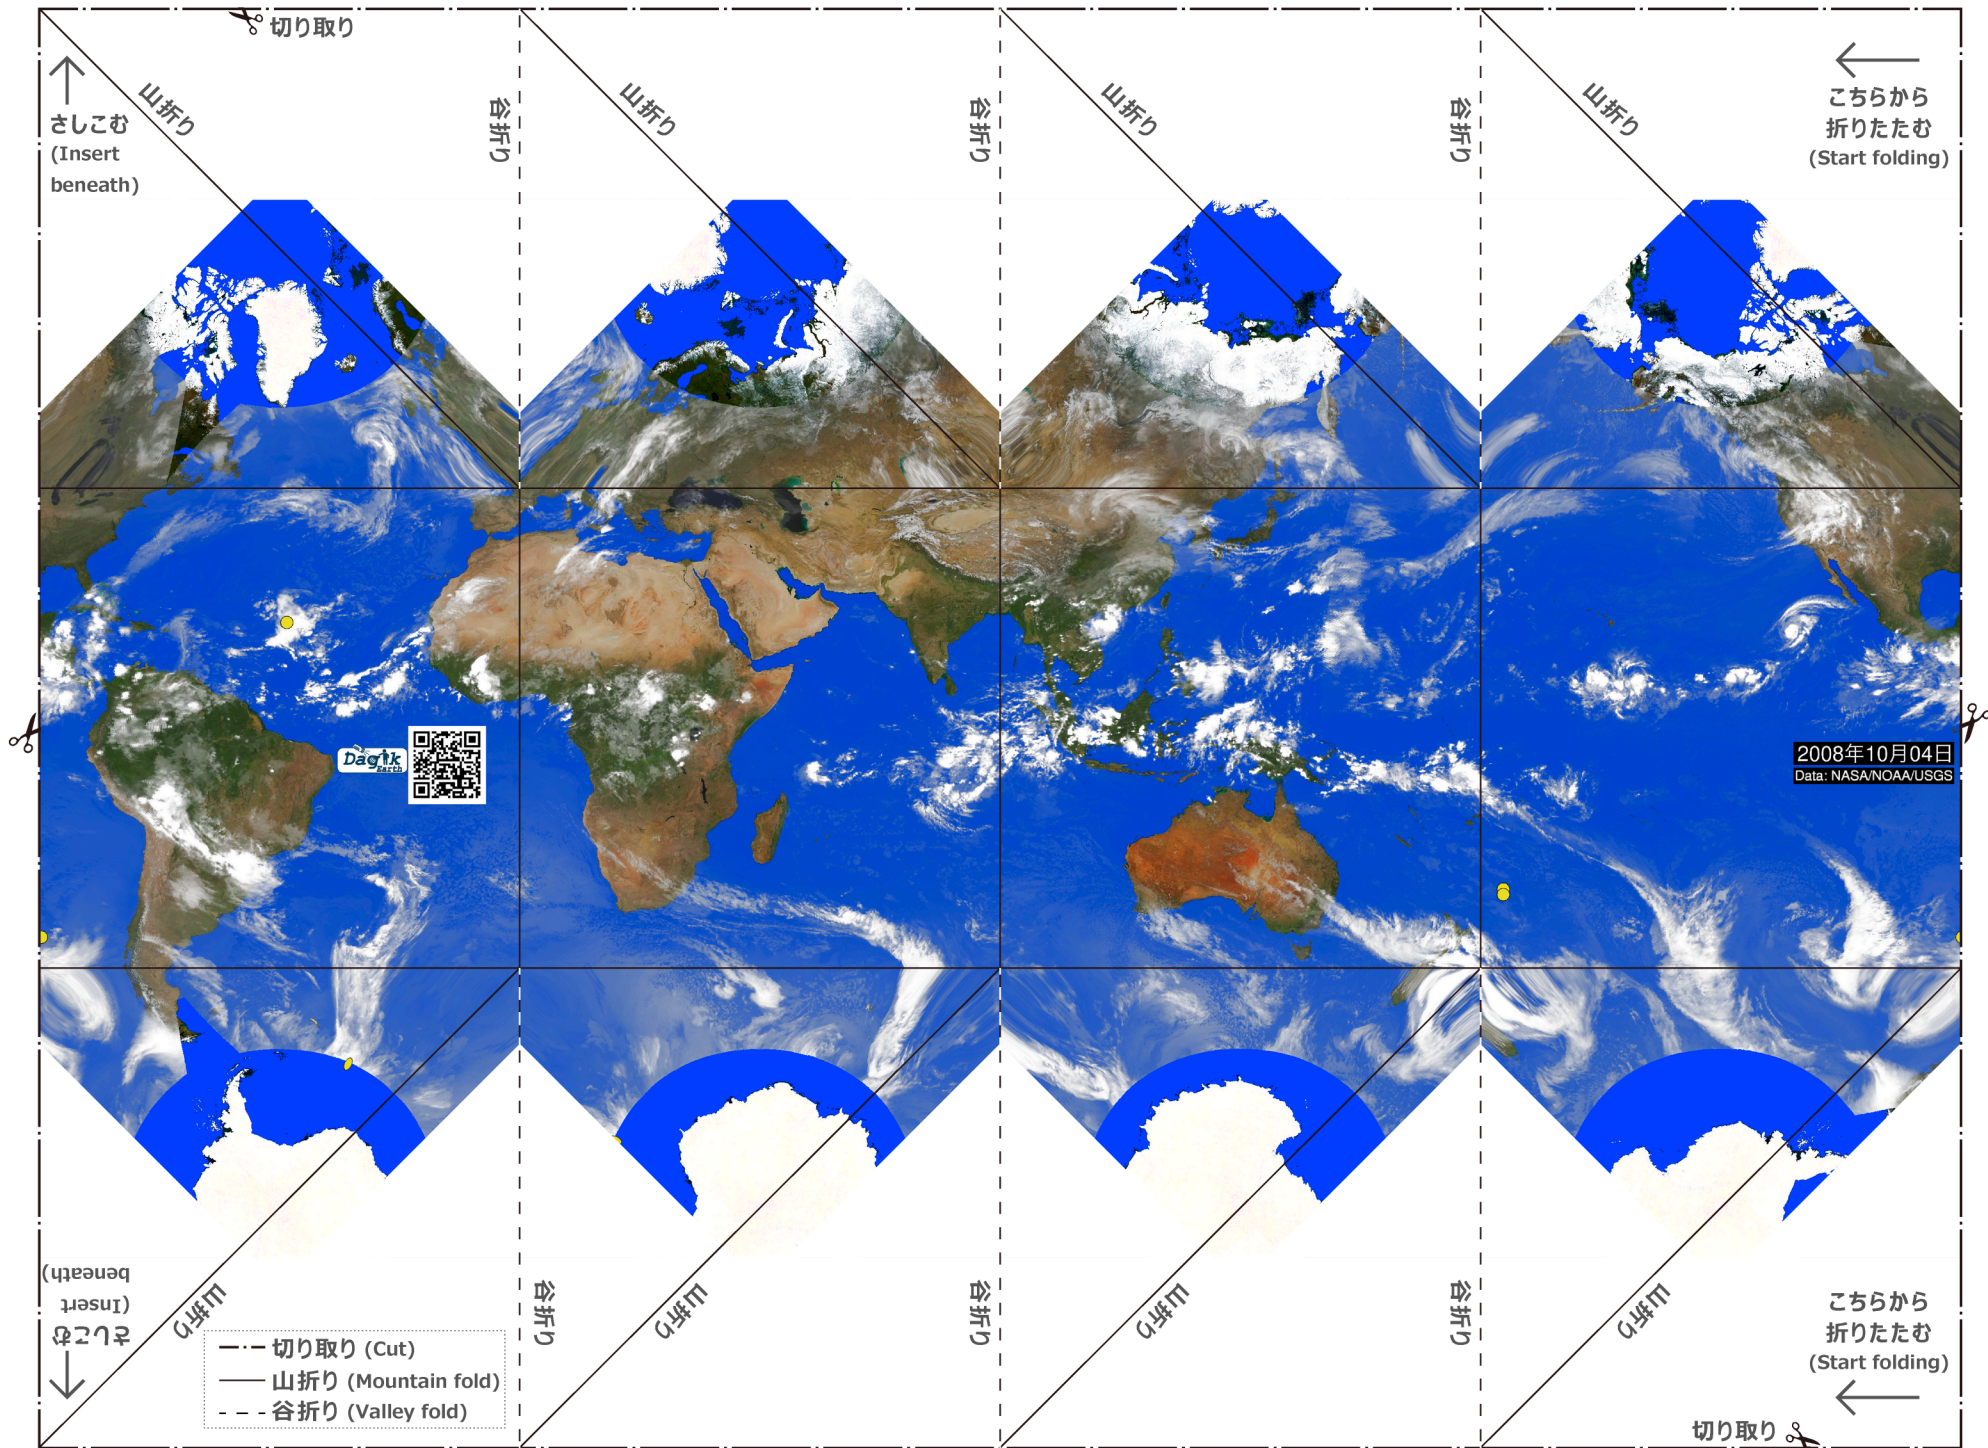 切り取り
さしこむ
(Insert
beneath)
山折り
谷折り
山折り
谷折り
山折り
谷折り
山折り
こちらから
折りたたむ
(Start folding)
Dagik
Earth
2008年10月04日
Data: NASA/NOAA/USGS
さしこむ
(Insert
beneath)
山折り
谷折り
山折り
谷折り
山折り
谷折り
山折り
こちらから
折りたたむ
(Start folding)
切り取り (Cut)
山折り (Mountain fold)
谷折り (Valley fold)
切り取り